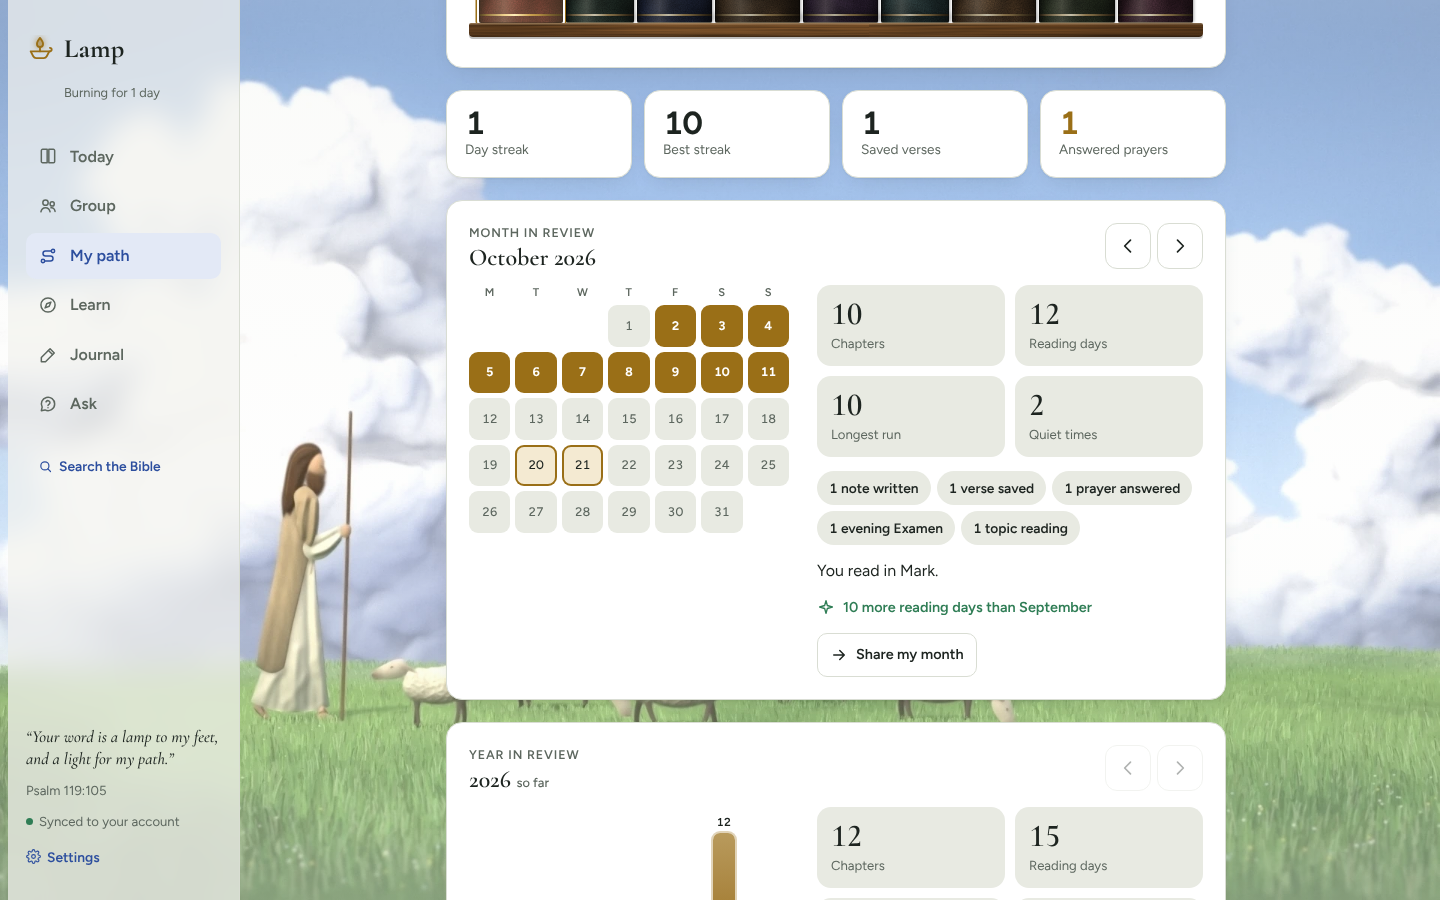 Lamp
Burning for 1 day
Today
Group
My path
Learn
Journal
Ask
Search the Bible
“Your word is a lamp to my feet,
and a light for my path.”
Psalm 119:105
Synced to your account
Settings
1
Day streak
10
Best streak
1
Saved verses
1
Answered prayers
MONTH IN REVIEW
October 2026
M T W T F S S
1 2 3 4
5 6 7 8 9 10 11
12 13 14 15 16 17 18
19 20 21 22 23 24 25
26 27 28 29 30 31
10
Chapters
12
Reading days
10
Longest run
2
Quiet times
1 note written
1 verse saved
1 prayer answered
1 evening Examen
1 topic reading
You read in Mark.
10 more reading days than September
Share my month
YEAR IN REVIEW
2026 so far
12
12
Chapters
15
Reading days